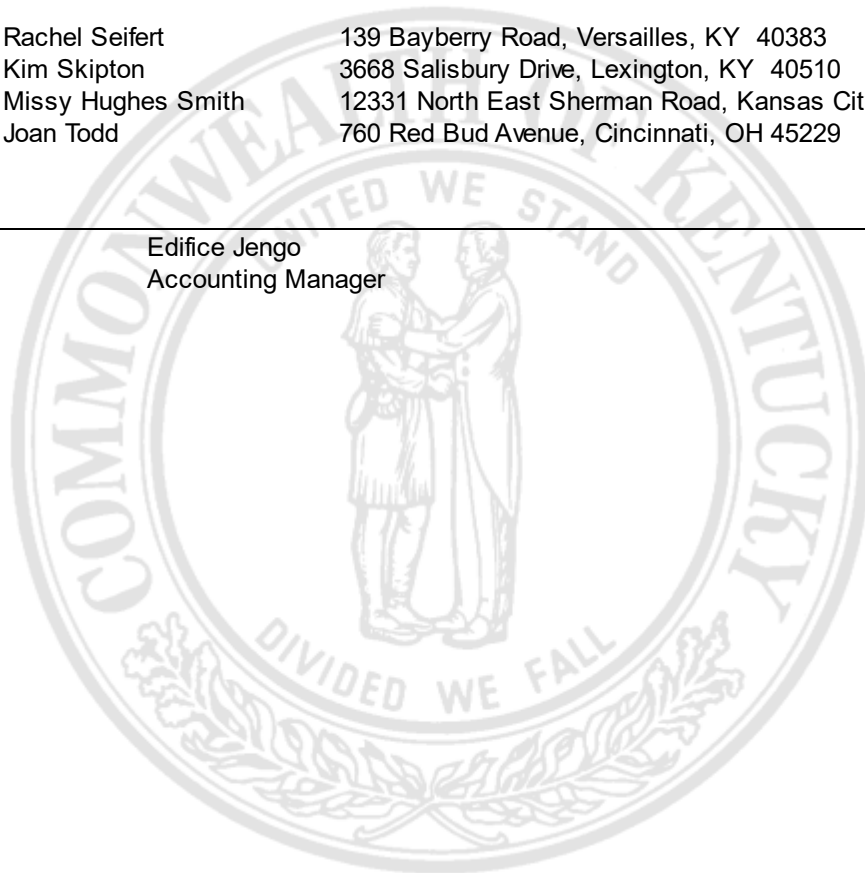 Rachel Seifert 139 Bayberry Road, Versailles, KY 40383
Kim Skipton 3668 Salisbury Drive, Lexington, KY 40510
Missy Hughes Smith 12331 North East Sherman Road, Kansas Cit
Joan Todd 760 Red Bud Avenue, Cincinnati, OH 45229
Edifice Jengo
Accounting Manager
COMMONWEALTH OF KENTUCKY
UNITED WE STAND
DIVIDED WE FALL